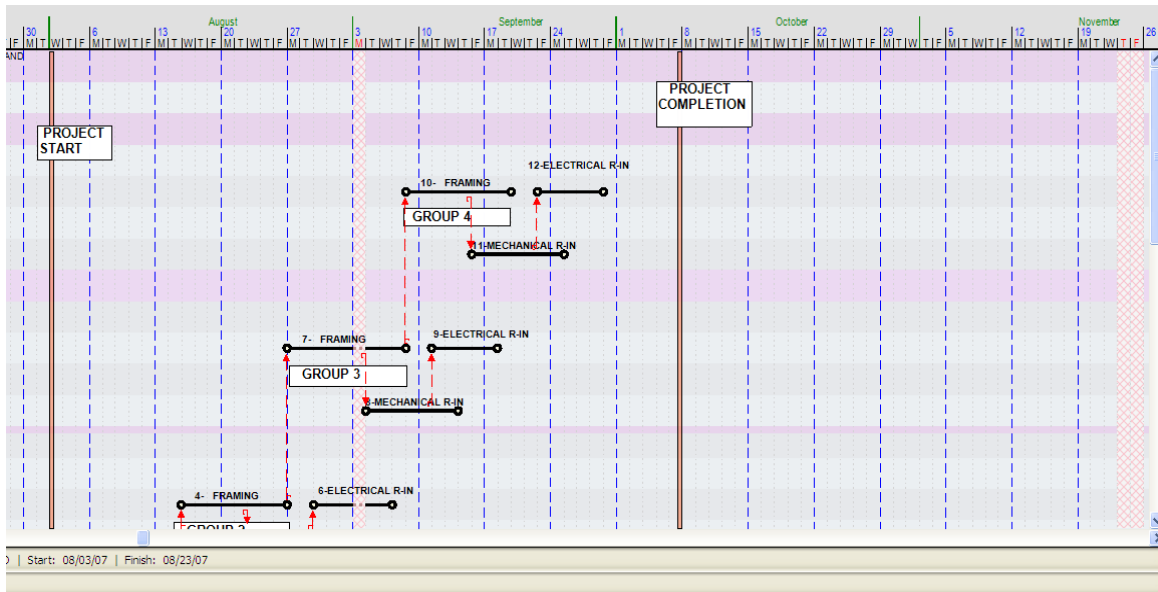 August September October November
30 6 13 20 27 3 10 17 24 1 8 15 22 29 5 12 19 26
T F M T W T F M T W T F M T W T F M T W T F M T W T F M T W T F M T W T F M T W T F M T W T F M T W T F M T W T F M T W T F M T W T F M T W T F M T W T F M T W T F M T W T F
AND
PROJECT
COMPLETION
PROJECT
START
12-ELECTRICAL R-IN
10- FRAMING
GROUP 4
11-MECHANICAL R-IN
9-ELECTRICAL R-IN
7- FRAMING
GROUP 3
8-MECHANICAL R-IN
6-ELECTRICAL R-IN
4- FRAMING
GROUP 2
Start: 08/03/07 | Finish: 08/23/07